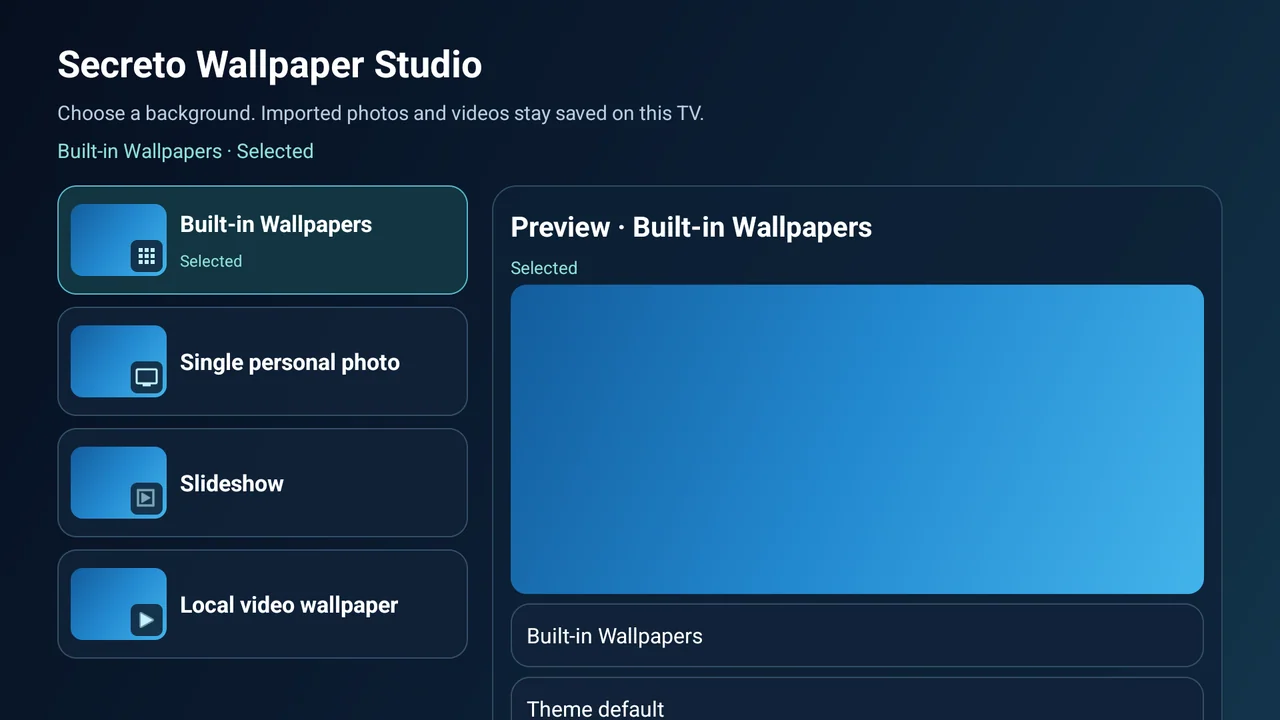 Secreto Wallpaper Studio
Choose a background. Imported photos and videos stay saved on this TV.
Built-in Wallpapers · Selected
Built-in Wallpapers
Selected
Single personal photo
Slideshow
Local video wallpaper
Preview · Built-in Wallpapers
Selected
Built-in Wallpapers
Theme default